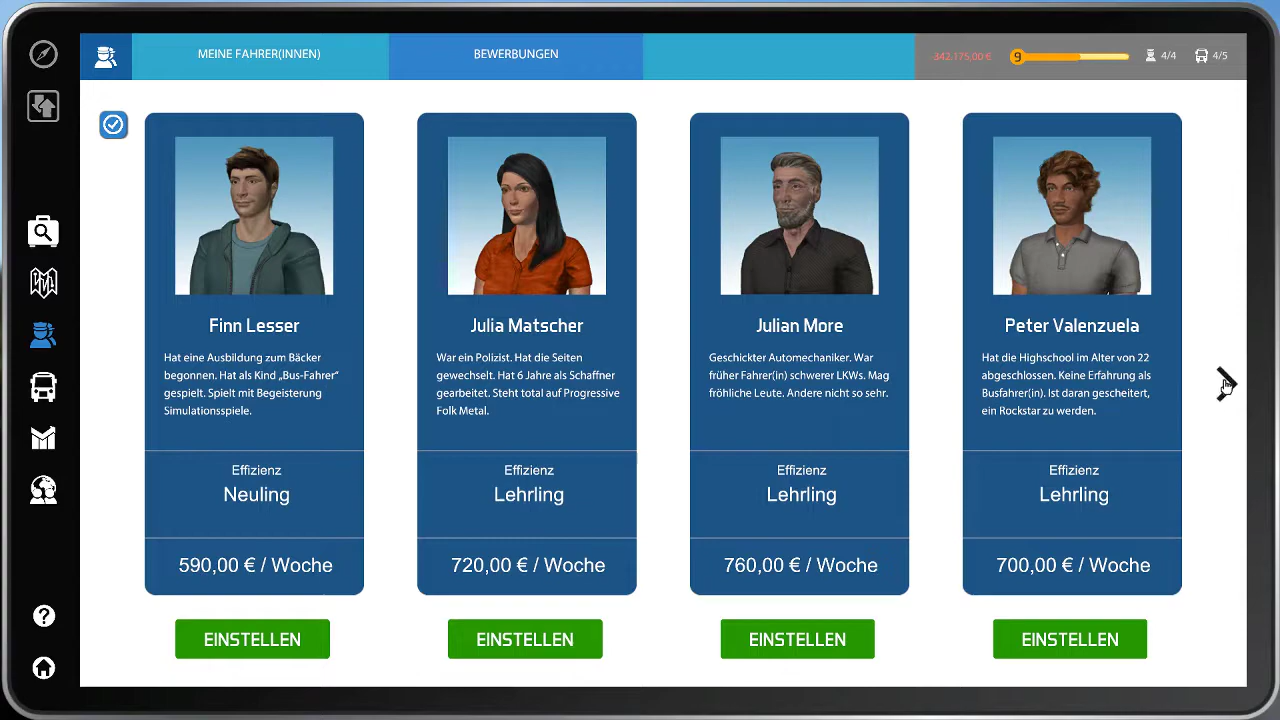 MEINE FAHRER(INNEN)
BEWERBUNGEN
342.175,00 €
9
4/4
4/5
Finn Lesser
Hat eine Ausbildung zum Bäcker
begonnen. Hat als Kind „Bus-Fahrer“
gespielt. Spielt mit Begeisterung
Simulationsspiele.
Effizienz
Neuling
590,00 € / Woche
EINSTELLEN
Julia Matscher
War ein Polizist. Hat die Seiten
gewechselt. Hat 6 Jahre als Schaffner
gearbeitet. Steht total auf Progressive
Folk Metal.
Effizienz
Lehrling
720,00 € / Woche
EINSTELLEN
Julian More
Geschickter Automechaniker. War
früher Fahrer(in) schwerer LKWs. Mag
fröhliche Leute. Andere nicht so sehr.
Effizienz
Lehrling
760,00 € / Woche
EINSTELLEN
Peter Valenzuela
Hat die Highschool im Alter von 22
abgeschlossen. Keine Erfahrung als
Busfahrer(in). Ist daran gescheitert,
ein Rockstar zu werden.
Effizienz
Lehrling
700,00 € / Woche
EINSTELLEN
?